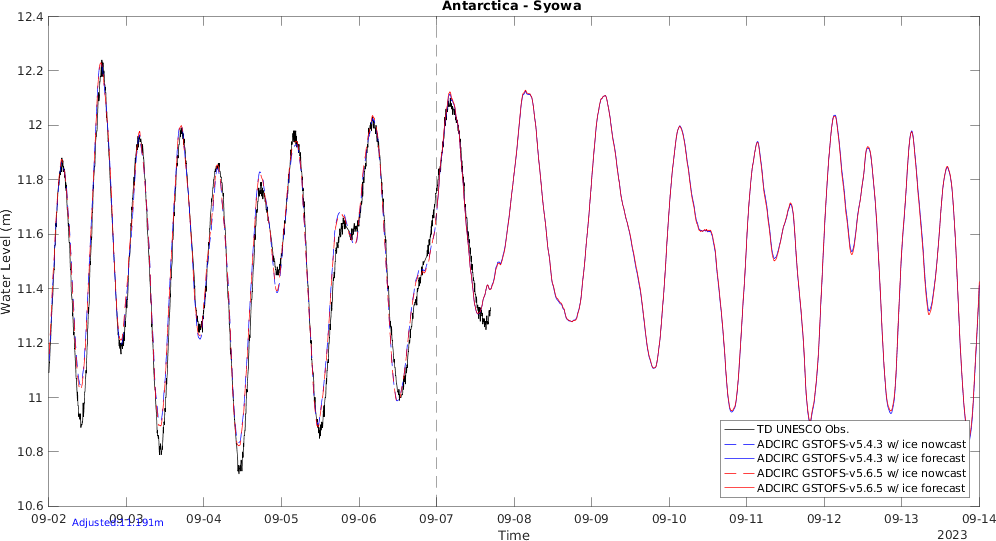 Antarctica - Syowa
12.4
12.2
12
11.8
11.6
11.4
11.2
11
10.8
10.6
Water Level (m)
TD UNESCO Obs.
ADCIRC GSTOFS-v5.4.3 w/ ice nowcast
ADCIRC GSTOFS-v5.4.3 w/ ice forecast
ADCIRC GSTOFS-v5.6.5 w/ ice nowcast
ADCIRC GSTOFS-v5.6.5 w/ ice forecast
09-02 09-03 09-04 09-05 09-06 09-07 09-08 09-09 09-10 09-11 09-12 09-13 09-14
Adjusted:11.191m
Time
2023